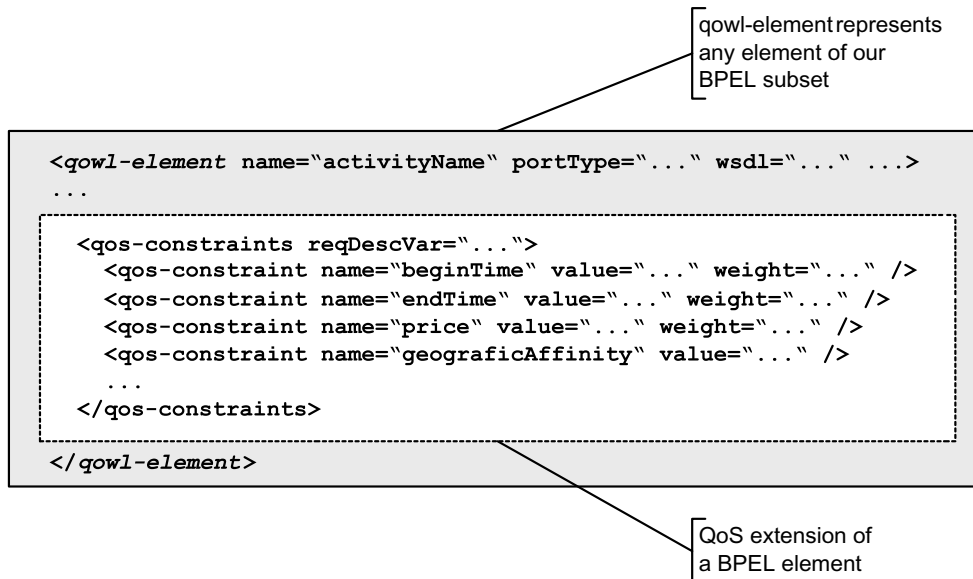 qowl-element represents
any element of our
BPEL subset
<qowl-element name=“activityName“ portType=“...“ wsdl=“...“ ...>
...
<qos-constraints reqDescVar=“...“>
<qos-constraint name=“beginTime“ value=“...“ weight=“...“ />
<qos-constraint name=“endTime“ value=“...“ weight=“...“ />
<qos-constraint name=“price“ value=“...“ weight=“...“ />
<qos-constraint name=“geograficAffinity“ value=“...“ />
...
</qos-constraints>
</qowl-element>
QoS extension of
a BPEL element